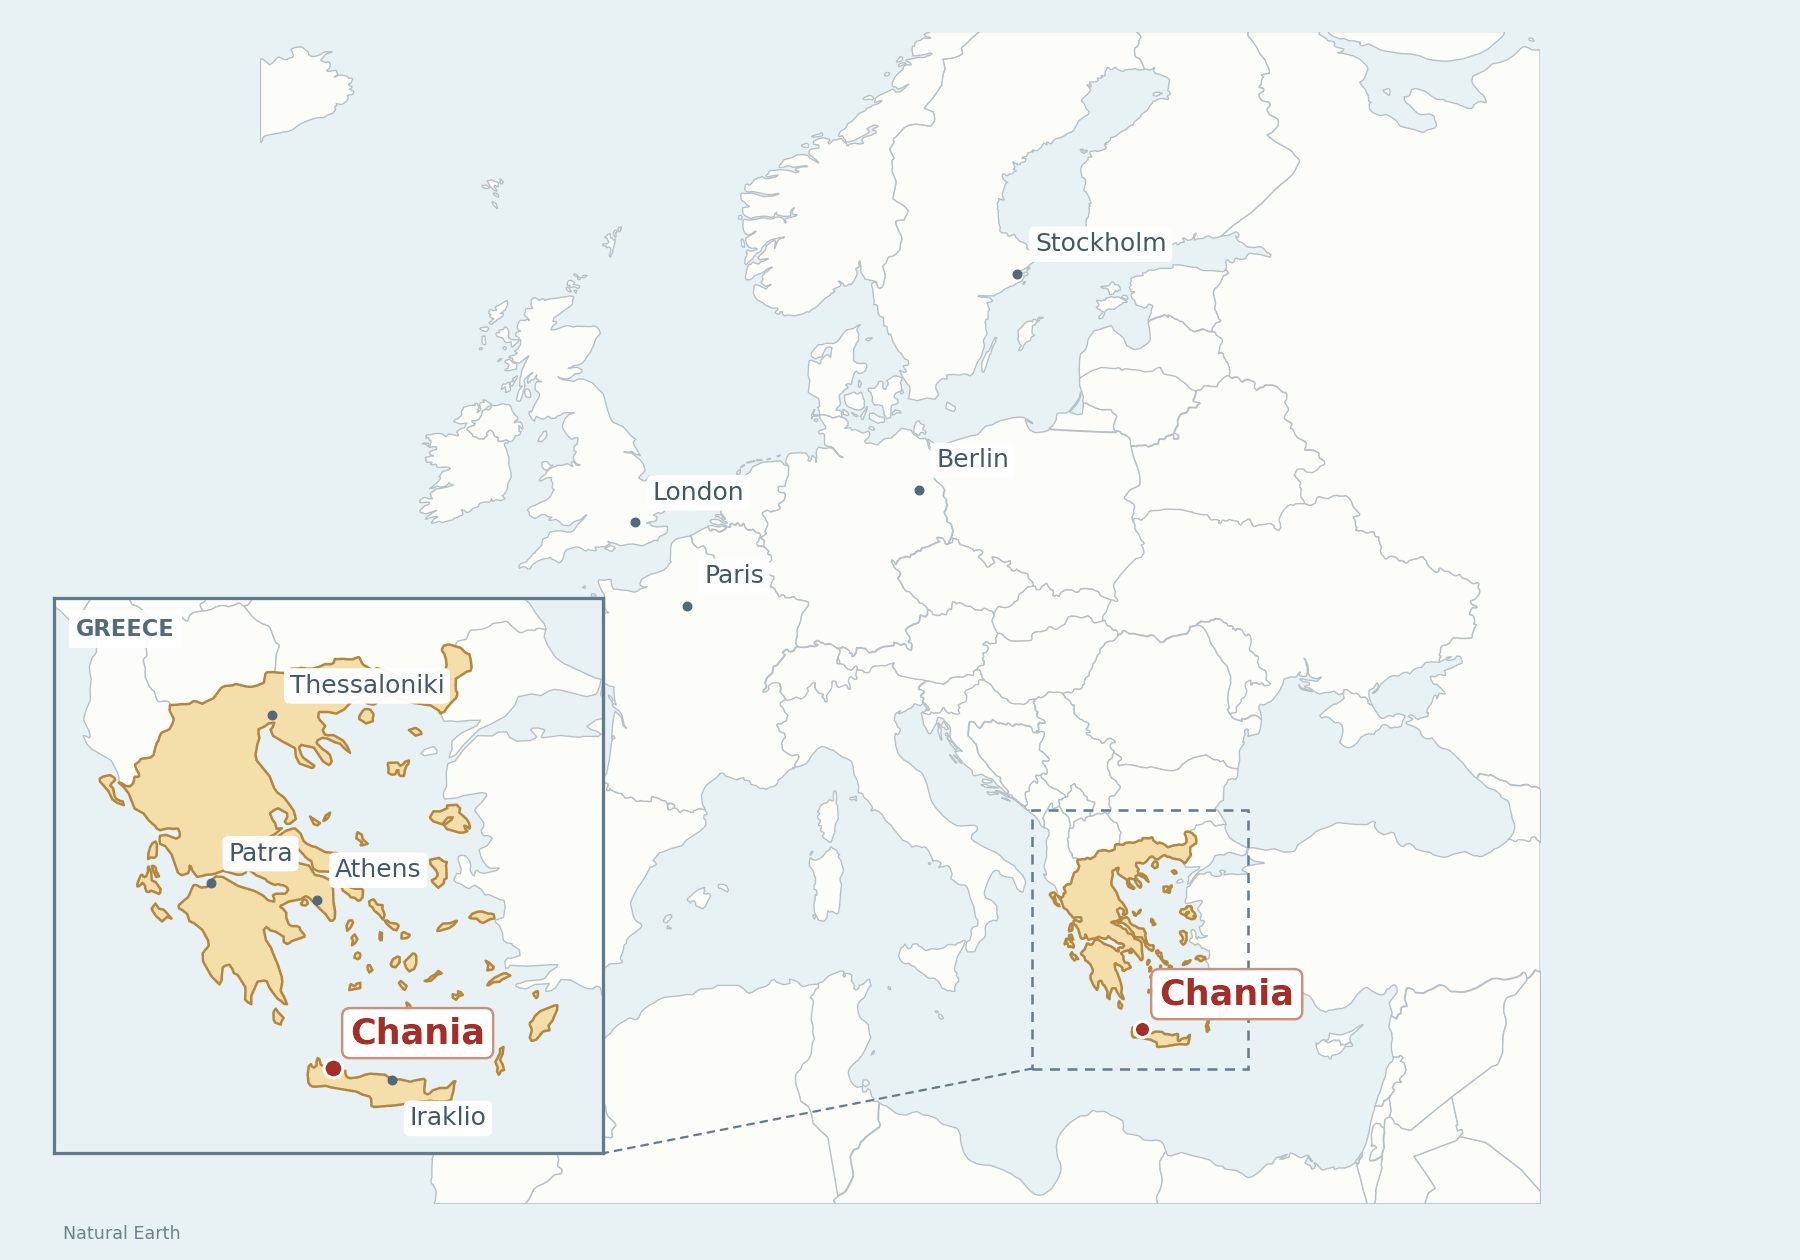 Stockholm
Berlin
London
Paris
GREECE
Thessaloniki
Patra
Athens
Chania
Chania
Iraklio
Natural Earth